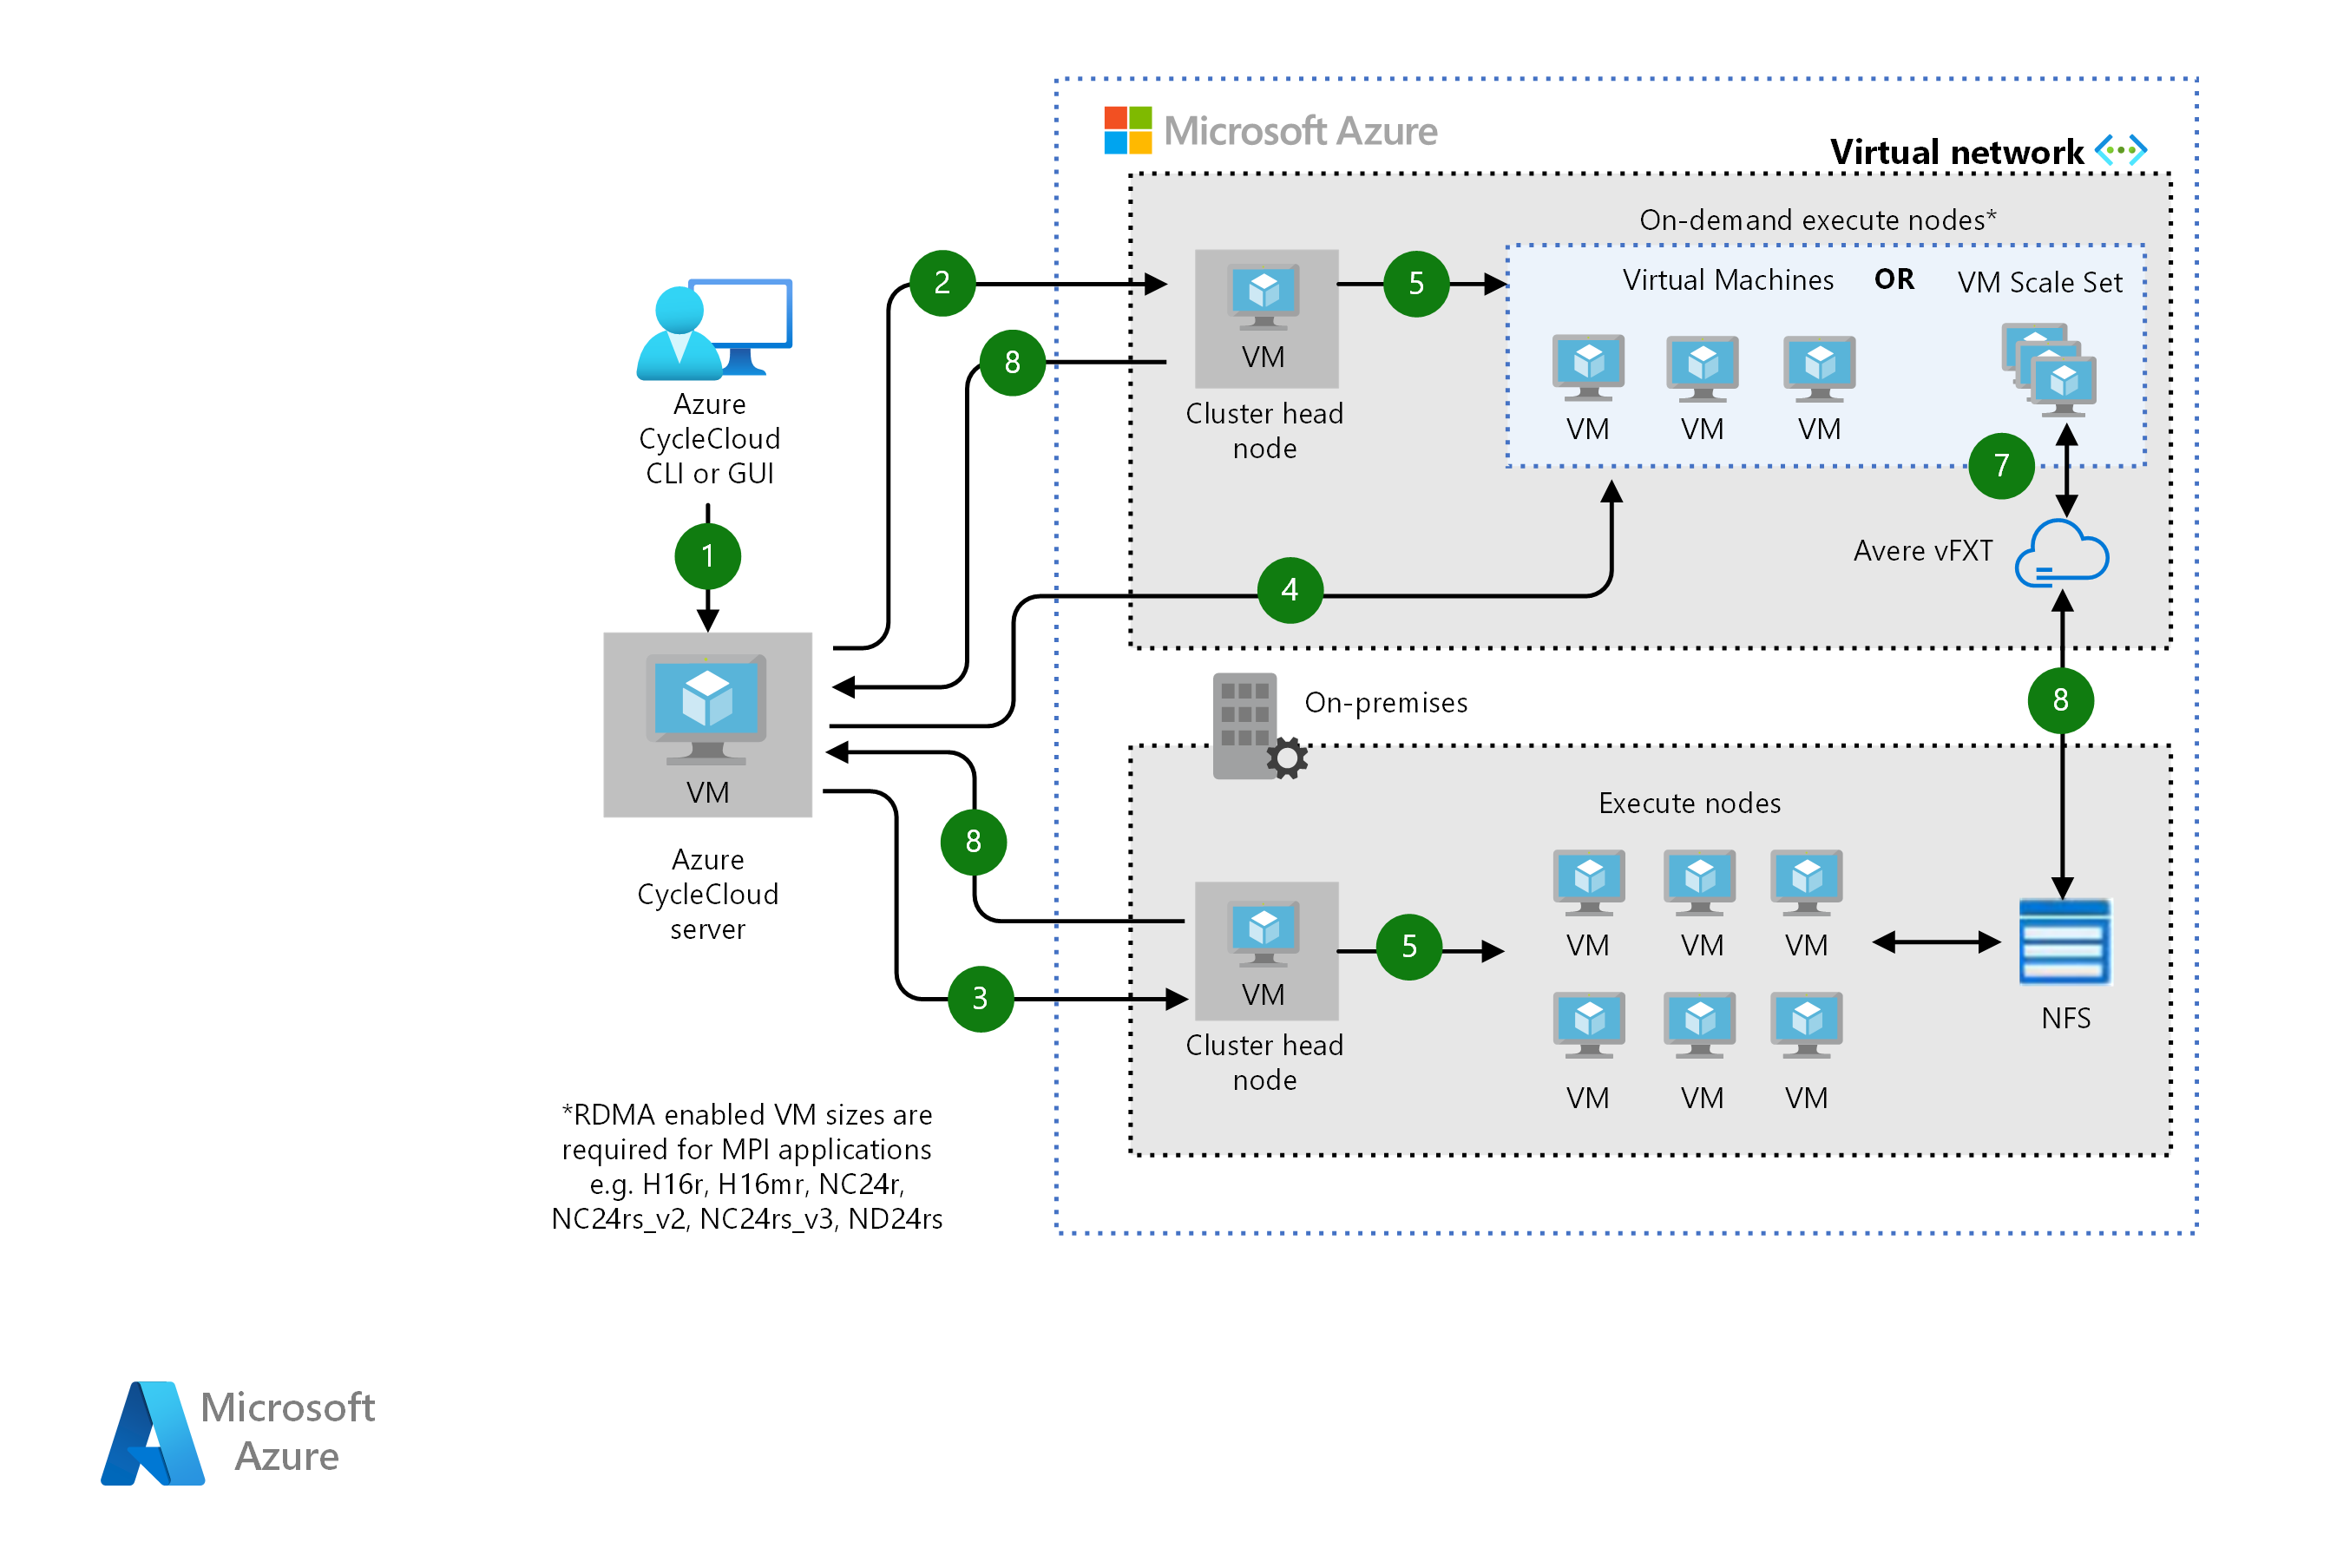 Microsoft Azure
Virtual network
On-demand execute nodes*
Virtual Machines OR VM Scale Set
2
5
VM
8
Cluster head
node
VM VM VM
7
Azure
CycleCloud
CLI or GUI
1
4
Avere vFXT
VM
Azure
CycleCloud
server
On-premises
8
Execute nodes
8
VM
5
3
Cluster head
node
VM VM VM
VM VM VM
NFS
*RDMA enabled VM sizes are
required for MPI applications
e.g. H16r, H16mr, NC24r,
NC24rs_v2, NC24rs_v3, ND24rs
Microsoft
Azure